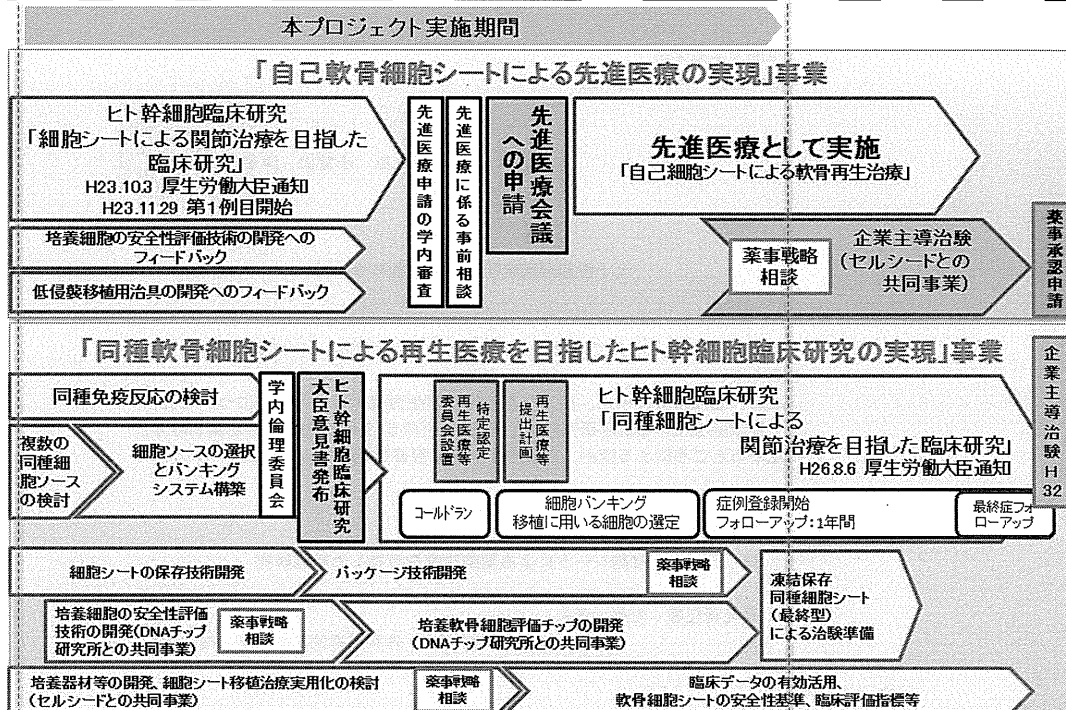 本プロジェクト実施期間
「自己軟骨細胞シートによる先進医療の実現」事業
ヒト幹細胞臨床研究
「細胞シートによる関節治療を目指した
臨床研究」
H23.10.3 厚生労働大臣通知
H23.11.29 第1例目開始
培養細胞の安全性評価技術の開発への
フィードバック
低侵襲移植用治具の開発へのフィードバック
先進医療申請の学内審査
先進医療に係る事前相談
先進医療会議
への申請
先進医療として実施
「自己細胞シートによる軟骨再生治療」
薬事戦略
相談
企業主導治験
(セルシードとの
共同事業)
薬事承認申請
「同種軟骨細胞シートによる再生医療を目指したヒト幹細胞臨床研究の実現」事業
同種免疫反応の検討
複数の
同種細
胞ソース
の検討
細胞ソースの選択
とバンキング
システム構築
学内倫理委員会
ヒト幹細胞臨床研究
大臣意見書発布
特定認定
再生医療等
委員会設置
再生医療等
提出計画
ヒト幹細胞臨床研究
「同種細胞シートによる
関節治療を目指した臨床研究」
H26.8.6 厚生労働大臣通知
コールドラン
細胞バンキング
移植に用いる細胞の選定
症例登録開始
フォローアップ:1年間
最終症フォ
ローアップ
企業主導治験H32
細胞シートの保存技術開発
パッケージ技術開発
薬事戦略
相談
凍結保存
同種細胞シート
(最終型)
による治験準備
培養細胞の安全性評価
技術の開発(DNAチップ
研究所との共同事業)
薬事戦略
相談
培養軟骨細胞評価チップの開発
(DNAチップ研究所との共同事業)
培養器材等の開発、細胞シート移植治療実用化の検討
(セルシードとの共同事業)
薬事戦略
相談
臨床データの有効活用、
軟骨細胞シートの安全性基準、臨床評価指標等